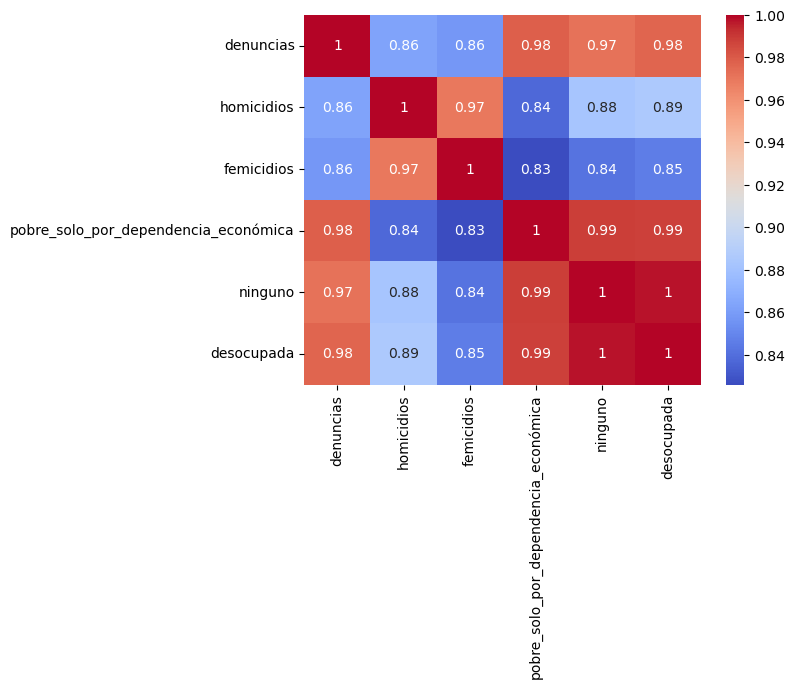 denuncias 1 0.86 0.86 0.98 0.97 0.98
homicidios 0.86 1 0.97 0.84 0.88 0.89
femicidios 0.86 0.97 1 0.83 0.84 0.85
pobre_solo_por_dependencia_económica 0.98 0.84 0.83 1 0.99 0.99
ninguno 0.97 0.88 0.84 0.99 1 1
desocupada 0.98 0.89 0.85 0.99 1 1
denuncias
homicidios
femicidios
pobre_solo_por_dependencia_económica
ninguno
desocupada
1.00
0.98
0.96
0.94
0.92
0.90
0.88
0.86
0.84